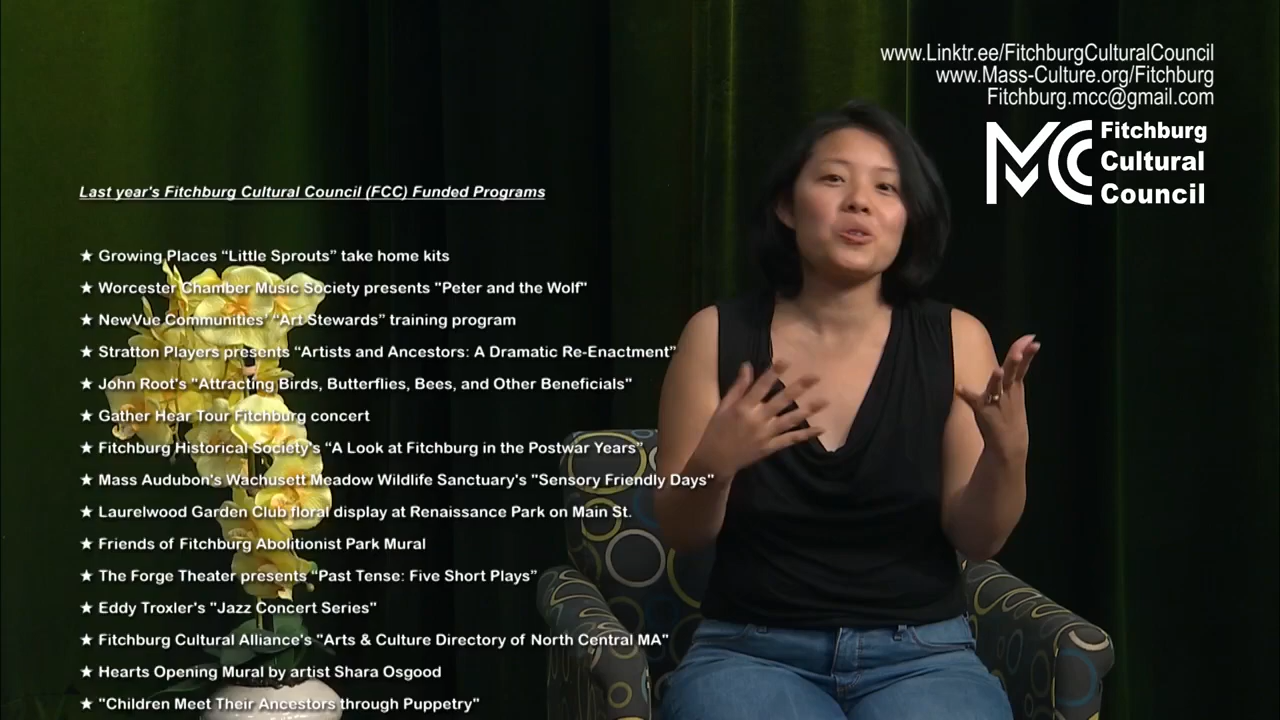 www.Linktr.ee/FitchburgCulturalCouncil
www.Mass-Culture.org/Fitchburg
Fitchburg.mcc@gmail.com
MCC Fitchburg
Cultural
Council
Last year's Fitchburg Cultural Council (FCC) Funded Programs
★ Growing Places “Little Sprouts” take home kits
★ Worcester Chamber Music Society presents "Peter and the Wolf"
★ NewVue Communities’ “Art Stewards” training program
★ Stratton Players presents “Artists and Ancestors: A Dramatic Re-Enactment”
★ John Root's "Attracting Birds, Butterflies, Bees, and Other Beneficials"
★ Gather Hear Tour Fitchburg concert
★ Fitchburg Historical Society's “A Look at Fitchburg in the Postwar Years”
★ Mass Audubon's Wachusett Meadow Wildlife Sanctuary's "Sensory Friendly Days"
★ Laurelwood Garden Club floral display at Renaissance Park on Main St.
★ Friends of Fitchburg Abolitionist Park Mural
★ The Forge Theater presents “Past Tense: Five Short Plays”
★ Eddy Troxler's "Jazz Concert Series"
★ Fitchburg Cultural Alliance's "Arts & Culture Directory of North Central MA"
★ Hearts Opening Mural by artist Shara Osgood
★ "Children Meet Their Ancestors through Puppetry"